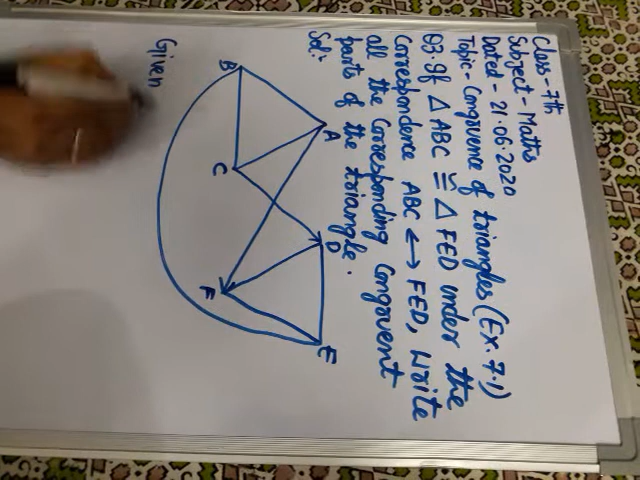 Class - 7th
Subject - Maths
Dated - 21.06.2020
Topic - Congruence of triangles (Ex. 7.1)
Q3. If △ ABC ≅ △ FED under the
Correspondence ABC ↔ FED, Write
all the corresponding Congruent
parts of the triangle.
Sol:
A
D
E
B
C
F
Given